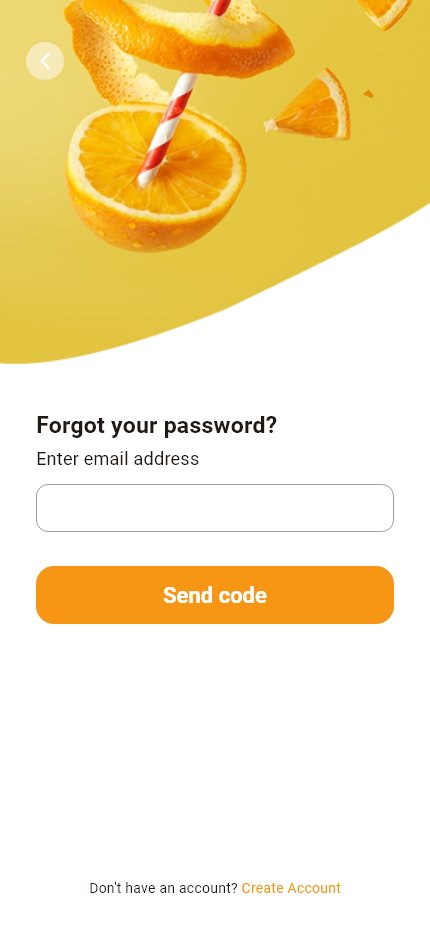 Forgot your password?
Enter email address
Send code
Don't have an account? Create Account